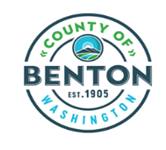 « COUNTY OF »
BENTON
EST. 1905
WASHINGTON